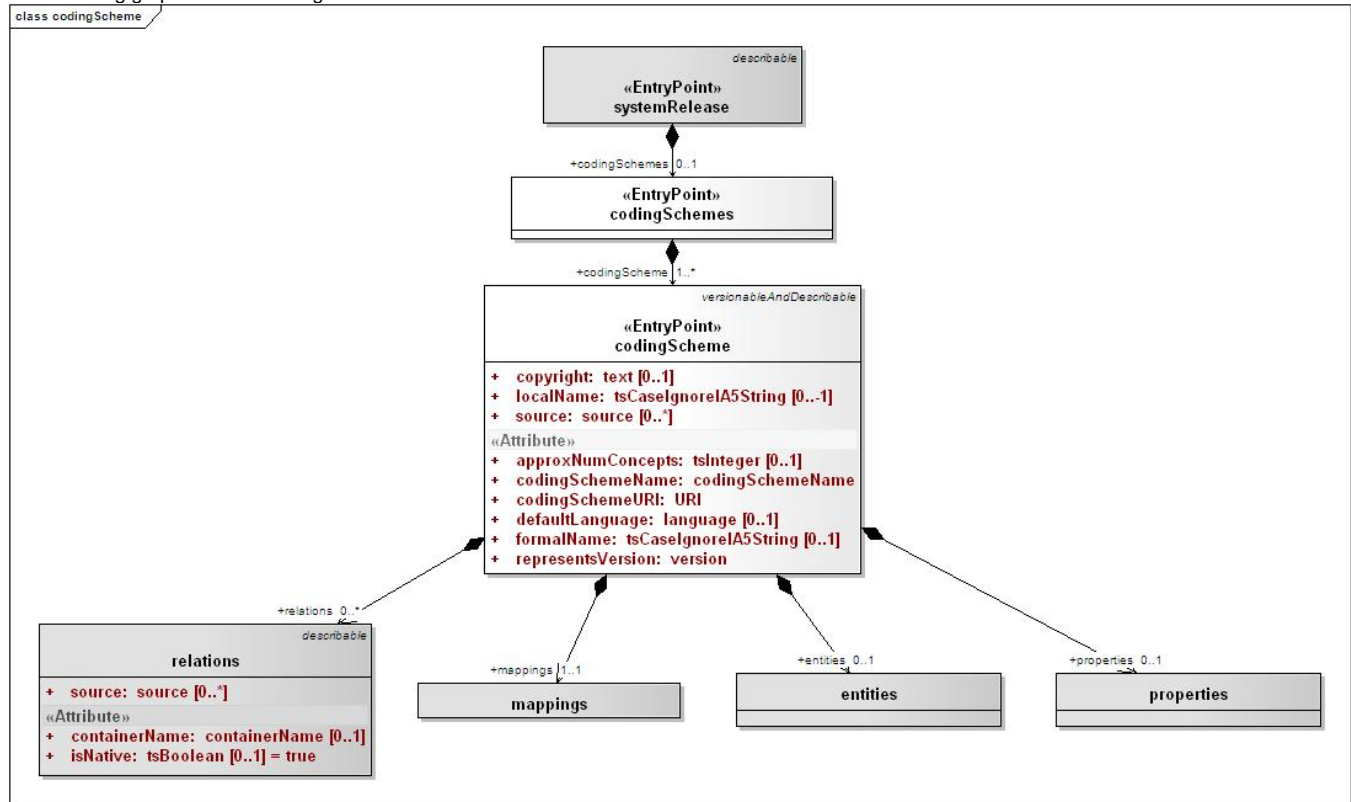 class codingScheme
describable
«EntryPoint»
systemRelease
+codingSchemes 0..1
«EntryPoint»
codingSchemes
+codingScheme 1..*
versionableAndDescribable
«EntryPoint»
codingScheme
+ copyright: text [0..1]
+ localName: tsCaseIgnoreIA5String [0..-1]
+ source: source [0..*]
«Attribute»
+ approxNumConcepts: tsInteger [0..1]
+ codingSchemeName: codingSchemeName
+ codingSchemeURI: URI
+ defaultLanguage: language [0..1]
+ formalName: tsCaseIgnoreIA5String [0..1]
+ representsVersion: version
+relations 0..*
describable
relations
+ source: source [0..*]
«Attribute»
+ containerName: containerName [0..1]
+ isNative: tsBoolean [0..1] = true
+mappings 1..1
mappings
+entities 0..1
entities
+properties 0..1
properties